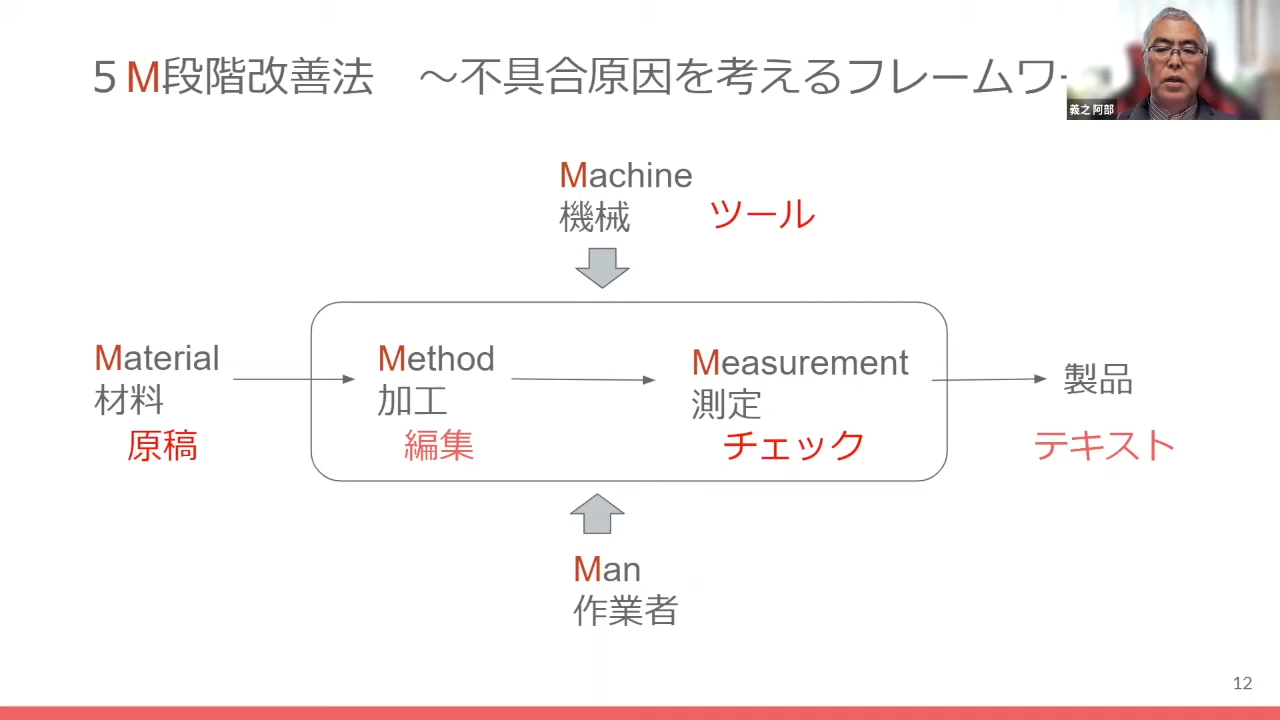 5M段階改善法 ～不具合原因を考えるフレームワー
義之 阿部
Machine
機械 ツール
Material
材料
原稿
Method
加工
編集
Measurement
測定
チェック
製品
テキスト
Man
作業者
12